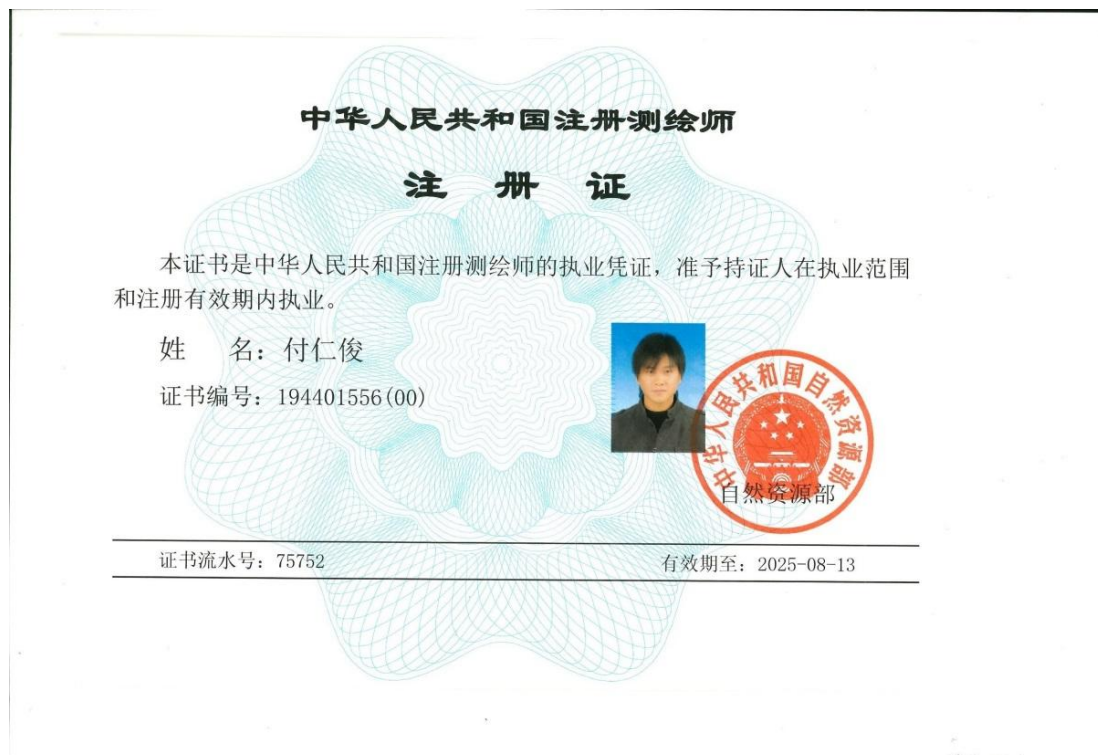 中华人民共和国注册测绘师
注 册 证
本证书是中华人民共和国注册测绘师的执业凭证，准予持证人在执业范围
和注册有效期内执业。
姓 名：付仁俊
证书编号：194401556(00)
中华人民共和国自然资源部
自然资源部
证书流水号：75752 有效期至：2025-08-13